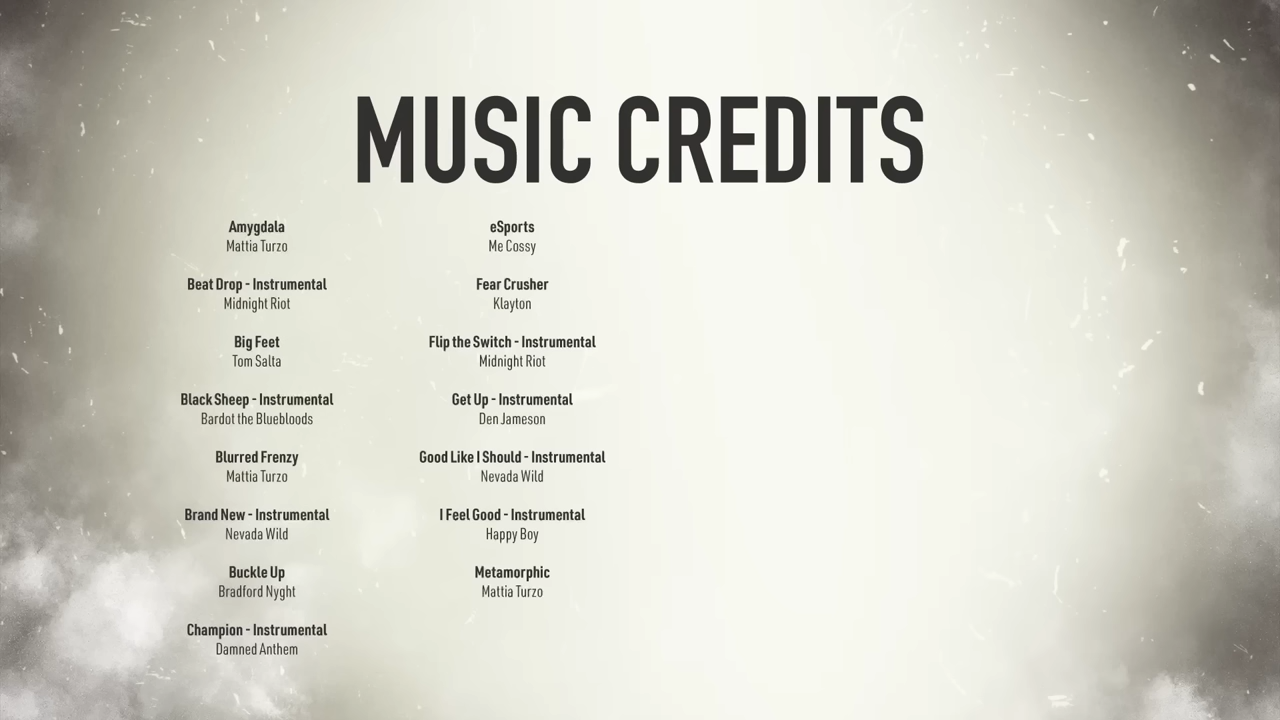 MUSIC CREDITS
Amygdala
Mattia Turzo
Beat Drop - Instrumental
Midnight Riot
Big Feet
Tom Salta
Black Sheep - Instrumental
Bardot the Bluebloods
Blurred Frenzy
Mattia Turzo
Brand New - Instrumental
Nevada Wild
Buckle Up
Bradford Nyght
Champion - Instrumental
Damned Anthem
eSports
Me Cossy
Fear Crusher
Klayton
Flip the Switch - Instrumental
Midnight Riot
Get Up - Instrumental
Den Jameson
Good Like I Should - Instrumental
Nevada Wild
I Feel Good - Instrumental
Happy Boy
Metamorphic
Mattia Turzo